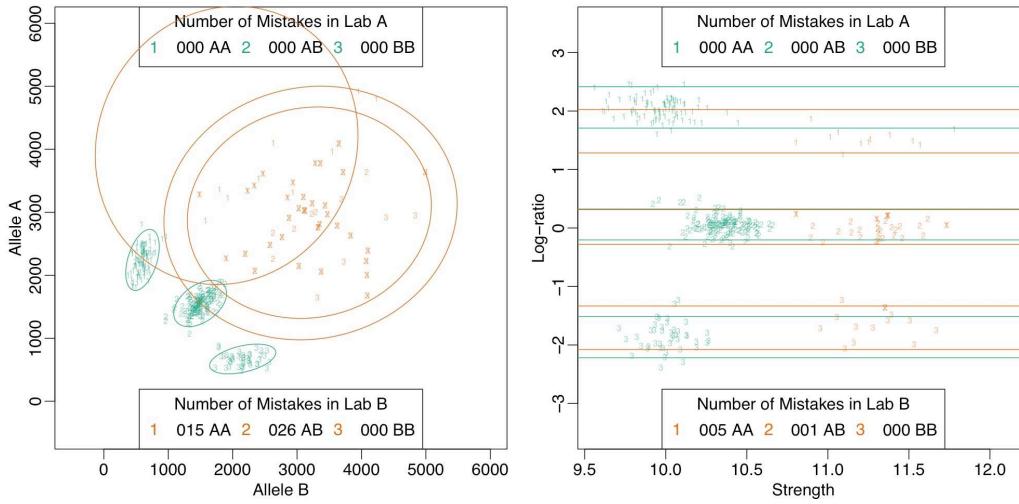 Number of Mistakes in Lab A
1 000 AA 2 000 AB 3 000 BB
Allele A
6000
5000
4000
3000
2000
1000
0
Number of Mistakes in Lab B
1 015 AA 2 026 AB 3 000 BB
0 1000 2000 3000 4000 5000 6000
Allele B
Number of Mistakes in Lab A
1 000 AA 2 000 AB 3 000 BB
Log−ratio
3
2
1
0
−1
−2
−3
Number of Mistakes in Lab B
1 005 AA 2 001 AB 3 000 BB
9.5 10.0 10.5 11.0 11.5 12.0
Strength